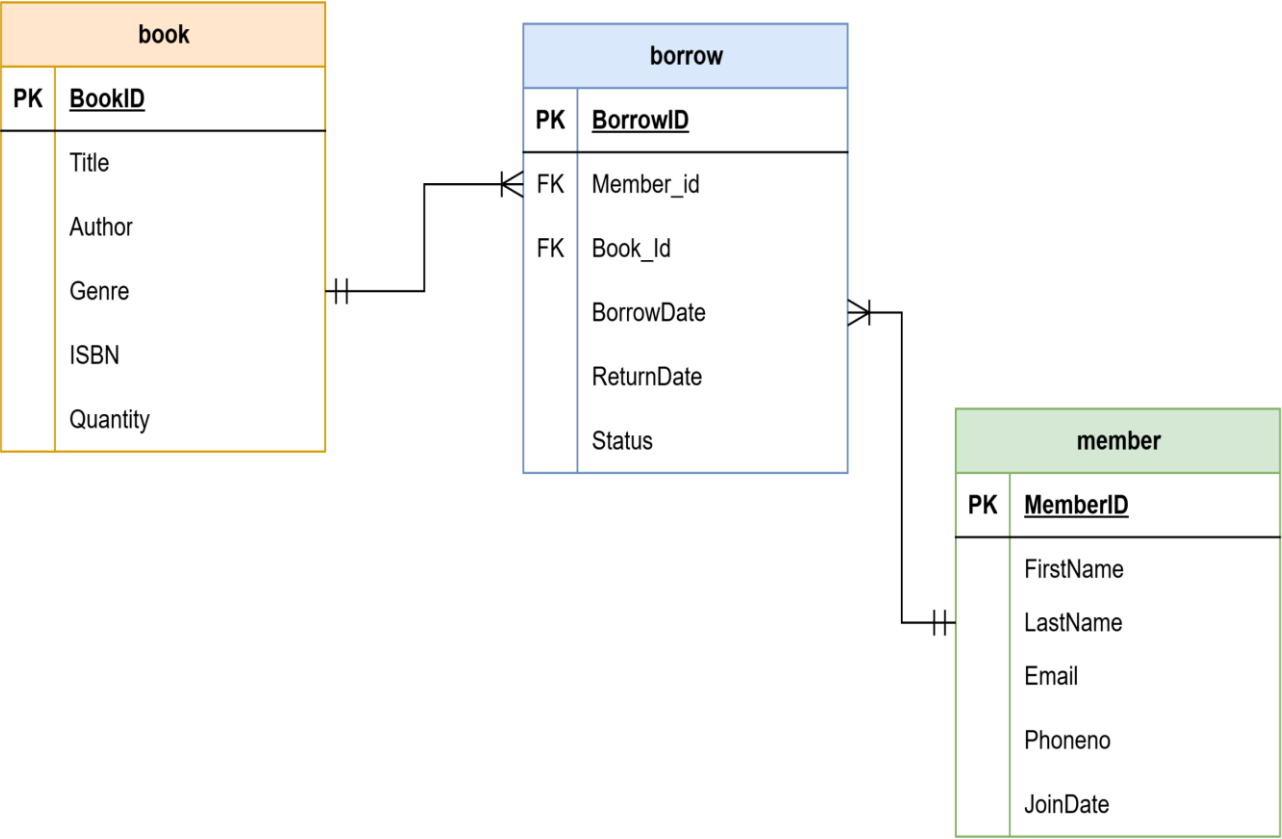 book
PK BookID
Title
Author
Genre
ISBN
Quantity
borrow
PK BorrowID
FK Member_id
FK Book_Id
BorrowDate
ReturnDate
Status
member
PK MemberID
FirstName
LastName
Email
Phoneno
JoinDate